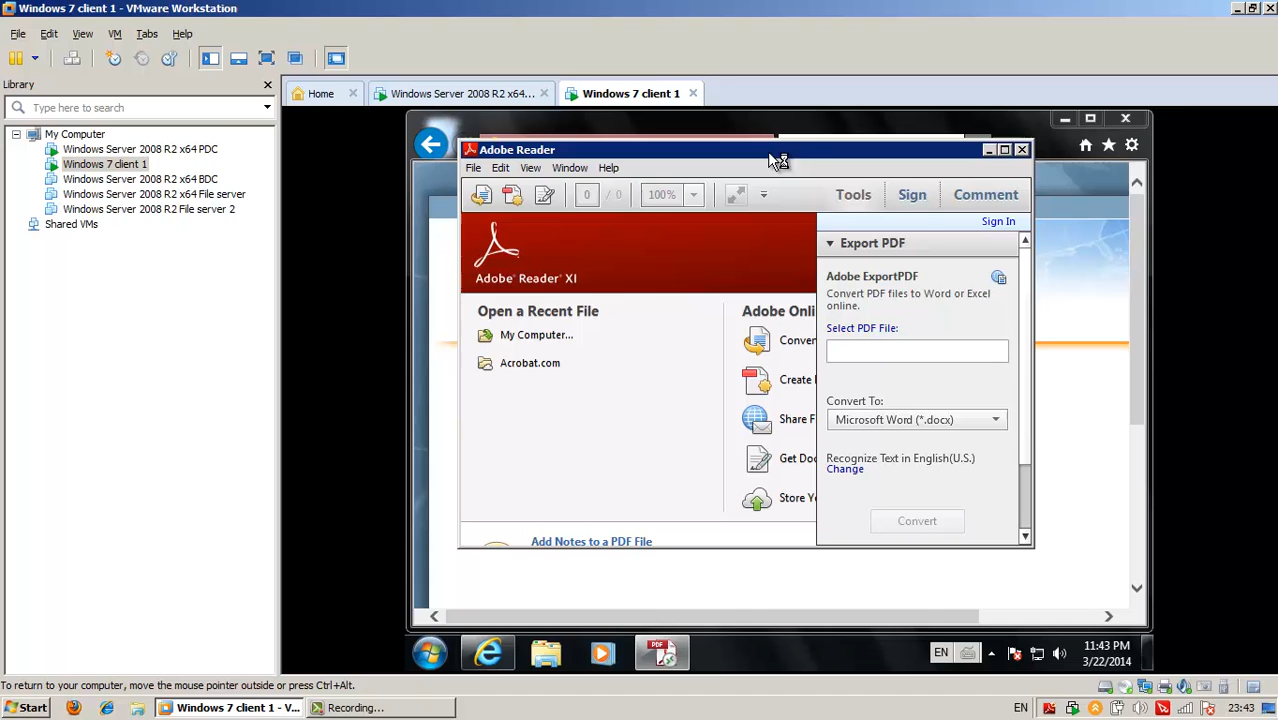 Windows 7 client 1 - VMware Workstation
File Edit View VM Tabs Help
Library
Type here to search
My Computer
Windows Server 2008 R2 x64 PDC
Windows 7 client 1
Windows Server 2008 R2 x64 BDC
Windows Server 2008 R2 x64 File server
Windows Server 2008 R2 File server 2
Shared VMs
Home
Windows Server 2008 R2 x64...
Windows 7 client 1
Adobe Reader
File Edit View Window Help
0 / 0
100%
Tools
Sign
Comment
Sign In
Adobe® Reader® XI
Export PDF
Adobe ExportPDF
Convert PDF files to Word or Excel
online.
Select PDF File:
Convert To:
Microsoft Word (*.docx)
Recognize Text in English(U.S.)
Change
Convert
Open a Recent File
My Computer...
Acrobat.com
Adobe Onli
Conver
Create
Share F
Get Doc
Store Y
Add Notes to a PDF File
PDF
EN
11:43 PM
3/22/2014
To return to your computer, move the mouse pointer outside or press Ctrl+Alt.
Start
Windows 7 client 1 - V...
Recording...
EN
23:43